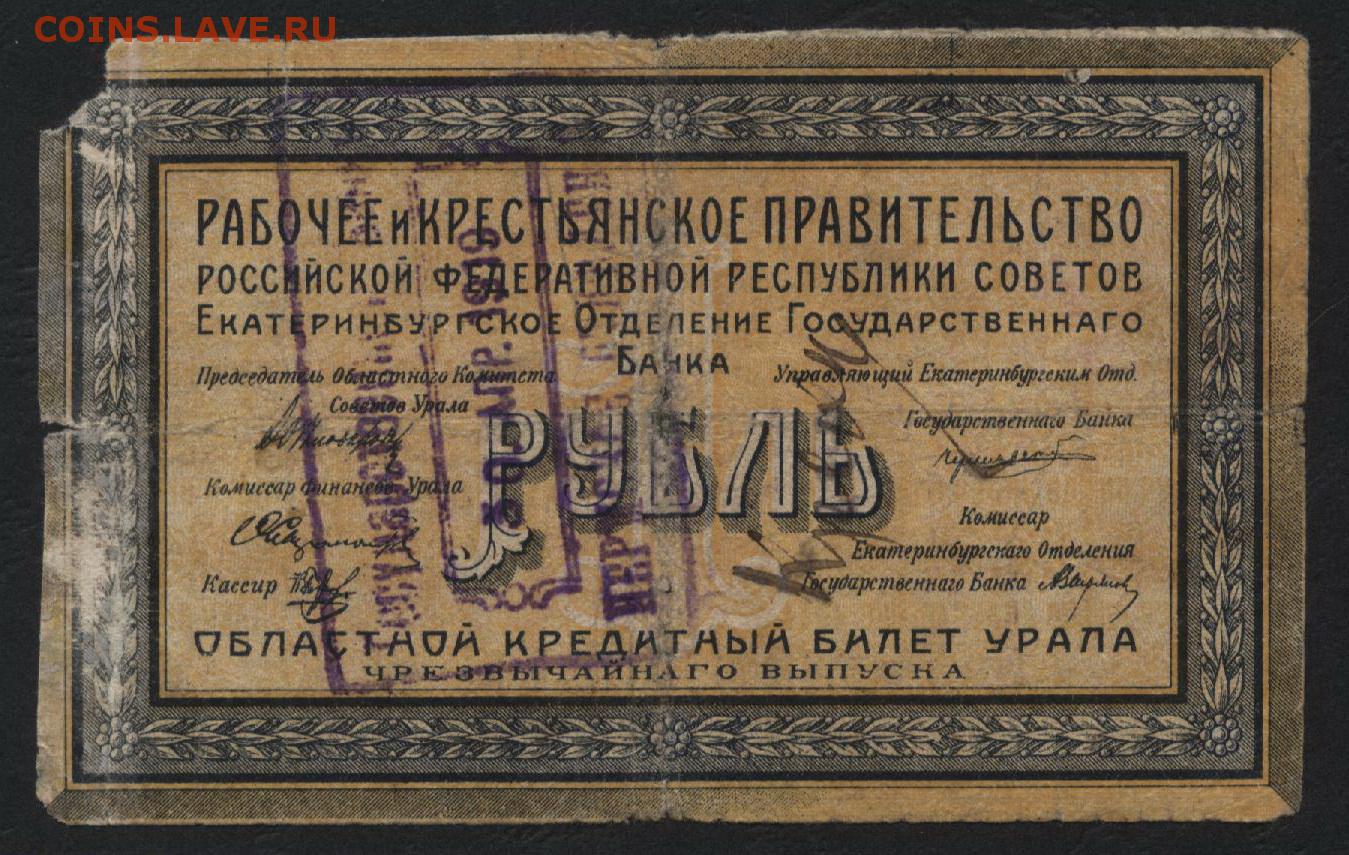 COINS.LAVE.RU
РАБОЧЕЕ и КРЕСТЬЯНСКОЕ ПРАВИТЕЛЬСТВО
РОССИЙСКОЙ ФЕДЕРАТИВНОЙ РЕСПУБЛИКИ СОВЕТОВ
ЕКАТЕРИНБУРГСКОЕ ОТДЕЛЕНИЕ ГОСУДАРСТВЕННАГО
БАНКА
Председатель Областного Комитета
Советов Урала
Комиссар Финансов Урала
Кассир
Управляющий Екатеринбургским Отд.
Государственнаго Банка
Комиссар
Екатеринбургскаго Отделения
Государственнаго Банка
РУБЛЬ
ОБЛАСТНОЙ КРЕДИТНЫЙ БИЛЕТ УРАЛА
ЧРЕЗВЫЧАЙНАГО ВЫПУСКА